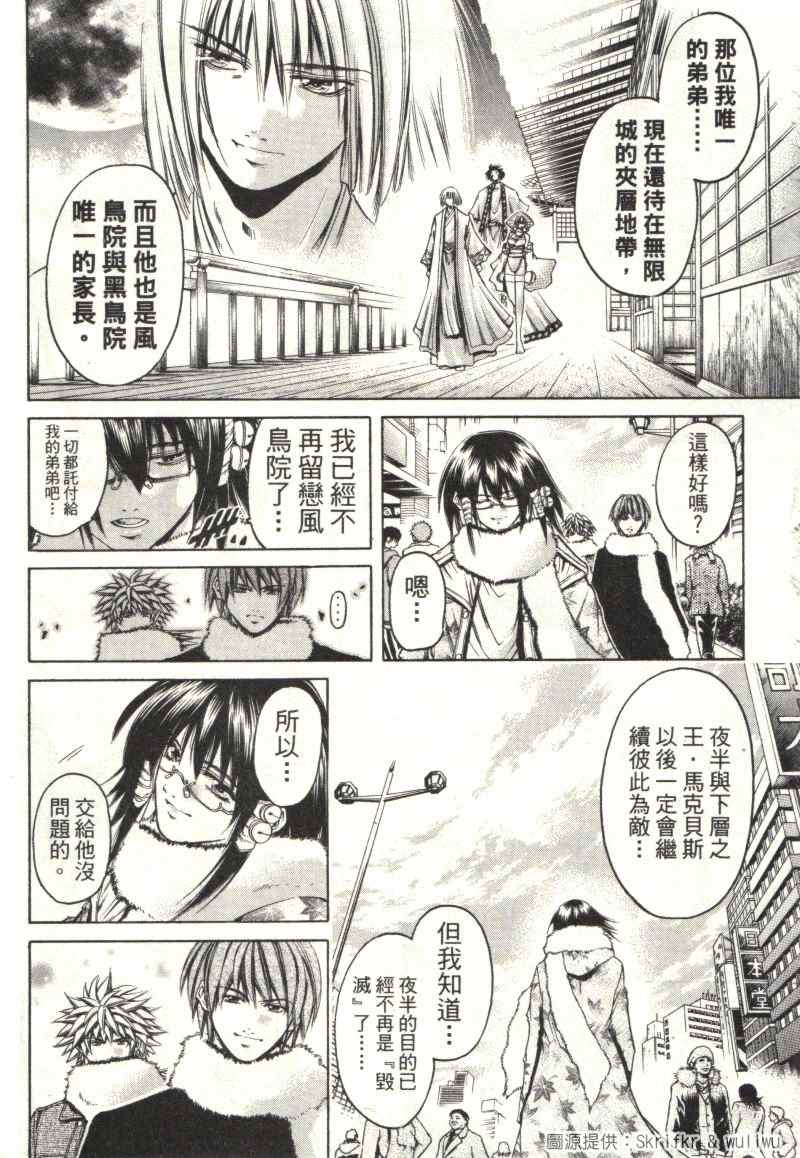 那位我唯一
的弟弟……
現在還待在無限
城的夾層地帶，
而且他也是風
鳥院與黑鳥院
唯一的家長。
這樣好嗎?
嗯…
我已經不
再留戀風
鳥院了…
一切都託付給
我的弟弟吧…
……
夜半與下層之
王·馬克貝斯
以後一定會繼
續彼此為敵…
但我知道…
夜半的目的已
經不再是『毀
滅』了……
所以…
交給他沒
問題的。
日本堂
圖源提供：Skrifkr & wuliwu